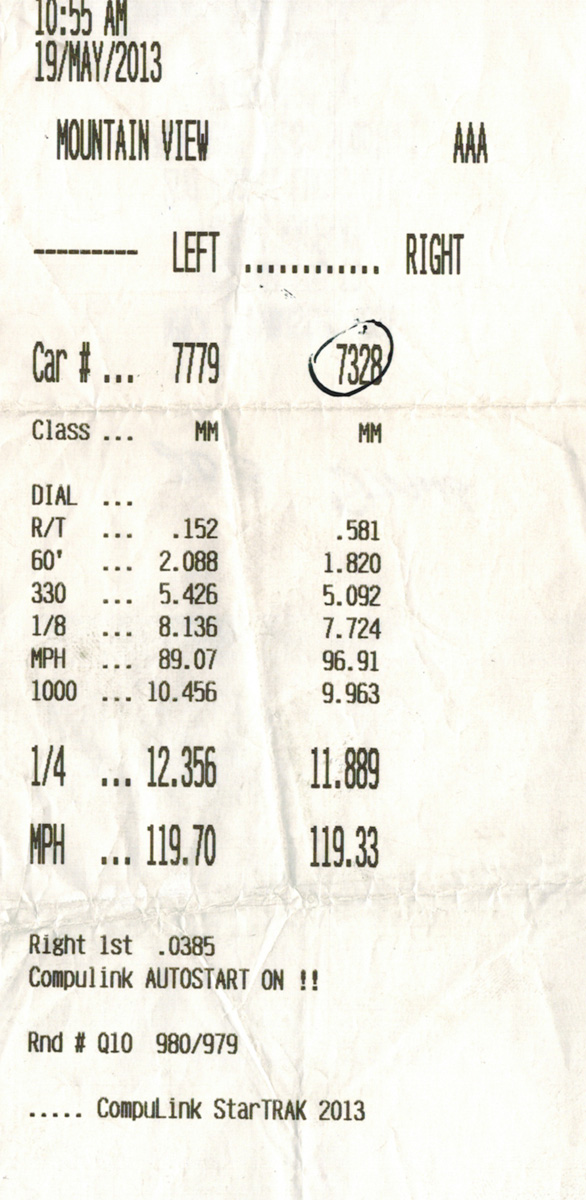 10:55 AM
19/MAY/2013
MOUNTAIN VIEW AAA
--------- LEFT ............ RIGHT
Car # ... 7779 7328
Class ... MM MM
DIAL ...
R/T ... .152 .581
60' ... 2.088 1.820
330 ... 5.426 5.092
1/8 ... 8.136 7.724
MPH ... 89.07 96.91
1000 ... 10.456 9.963
1/4 ... 12.356 11.889
MPH ... 119.70 119.33
Right 1st .0385
Compulink AUTOSTART ON !!
Rnd # Q10 980/979
..... CompuLink StarTRAK 2013